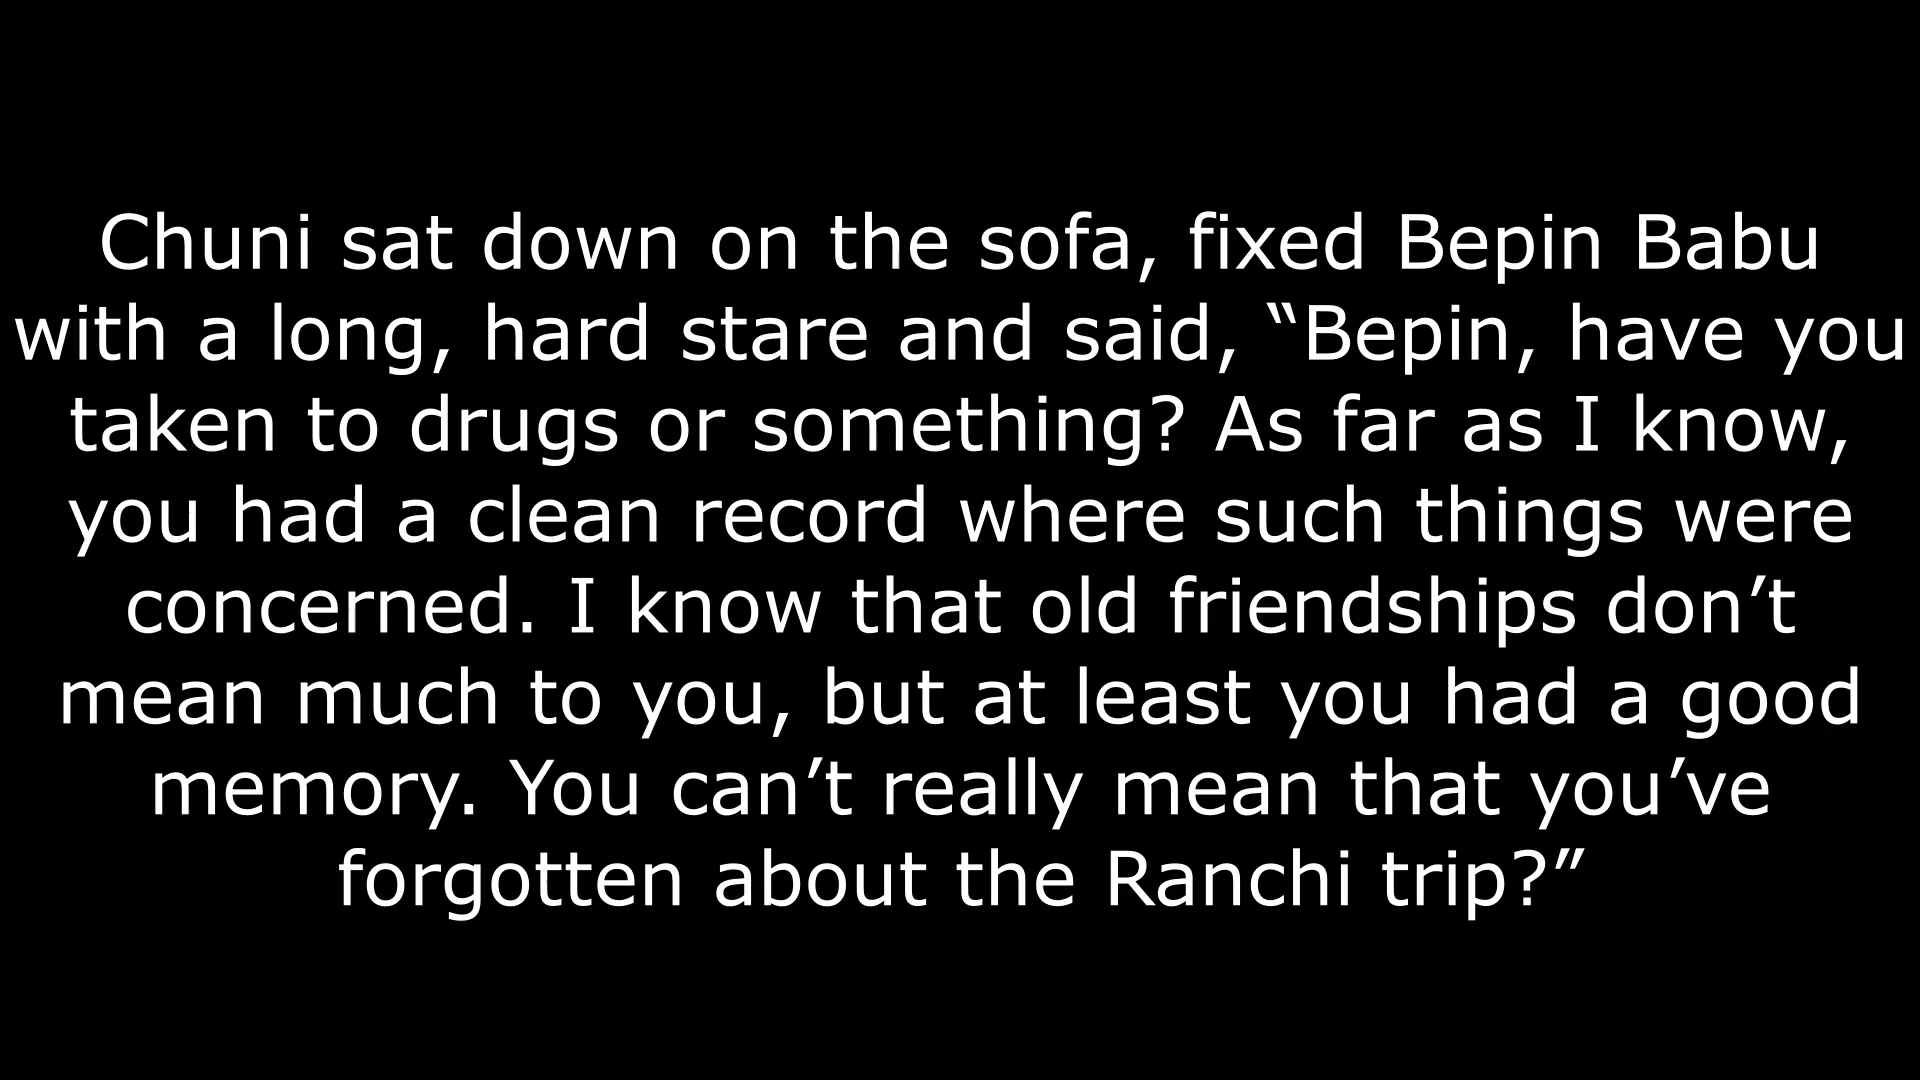 Chuni sat down on the sofa, fixed Bepin Babu
with a long, hard stare and said, “Bepin, have you
taken to drugs or something? As far as I know,
you had a clean record where such things were
concerned. I know that old friendships don’t
mean much to you, but at least you had a good
memory. You can’t really mean that you’ve
forgotten about the Ranchi trip?”